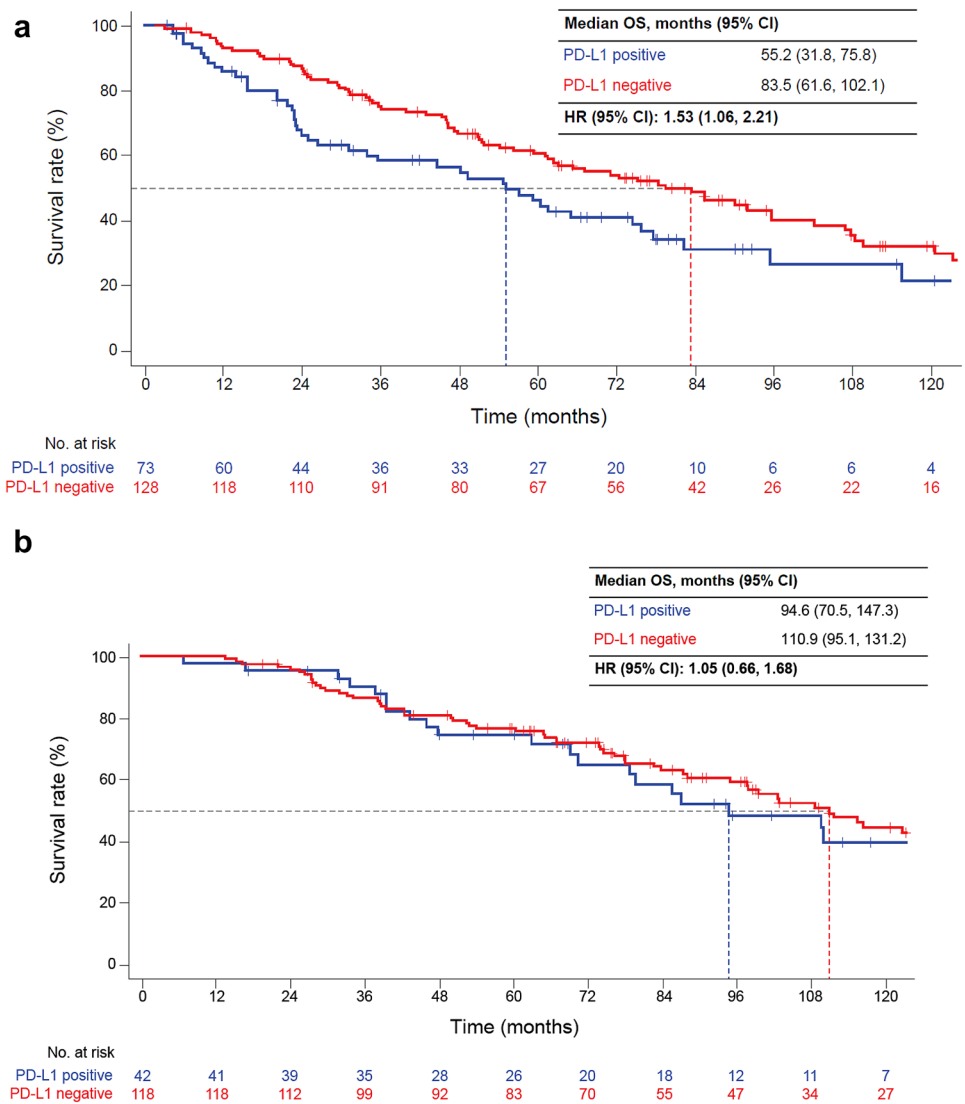 a
Median OS, months (95% CI)
PD-L1 positive 55.2 (31.8, 75.8)
PD-L1 negative 83.5 (61.6, 102.1)
HR (95% CI): 1.53 (1.06, 2.21)
Survival rate (%)
100
80
60
40
20
0
0 12 24 36 48 60 72 84 96 108 120
Time (months)
No. at risk
PD-L1 positive 73 60 44 36 33 27 20 10 6 6 4
PD-L1 negative 128 118 110 91 80 67 56 42 26 22 16
b
Median OS, months (95% CI)
PD-L1 positive 94.6 (70.5, 147.3)
PD-L1 negative 110.9 (95.1, 131.2)
HR (95% CI): 1.05 (0.66, 1.68)
Survival rate (%)
100
80
60
40
20
0
0 12 24 36 48 60 72 84 96 108 120
Time (months)
No. at risk
PD-L1 positive 42 41 39 35 28 26 20 18 12 11 7
PD-L1 negative 118 118 112 99 92 83 70 55 47 34 27